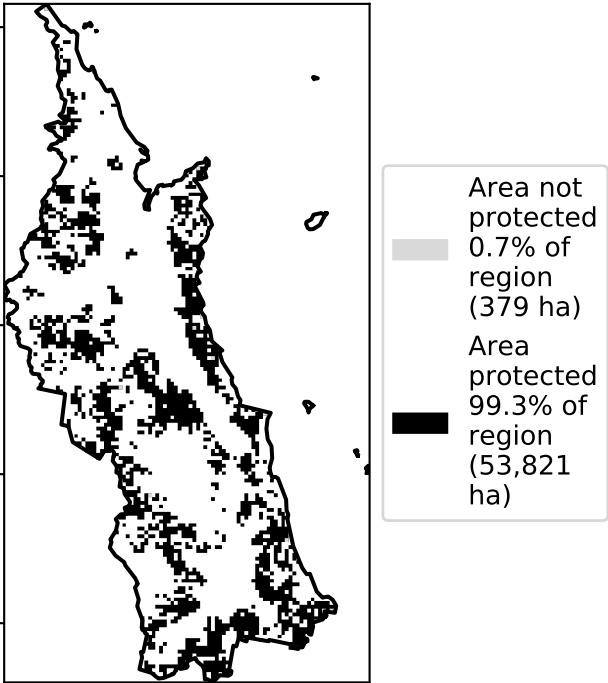 Area not
protected
0.7% of
region
(379 ha)
Area
protected
99.3% of
region
(53,821
ha)